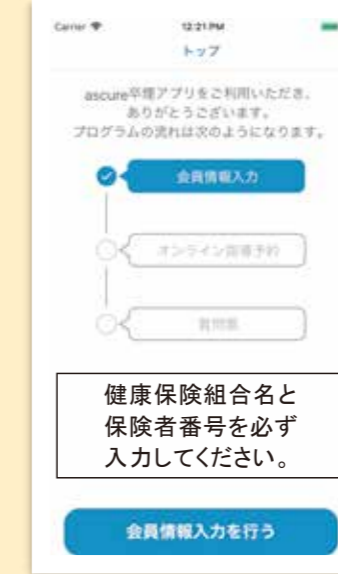 Carrier 12:21 PM
トップ
ascure卒煙アプリをご利用いただき、
ありがとうございます。
プログラムの流れは次のようになります。
会員情報入力
オンライン指導予約
質問票
健康保険組合名と
保険者番号を必ず
入力してください。
会員情報入力を行う